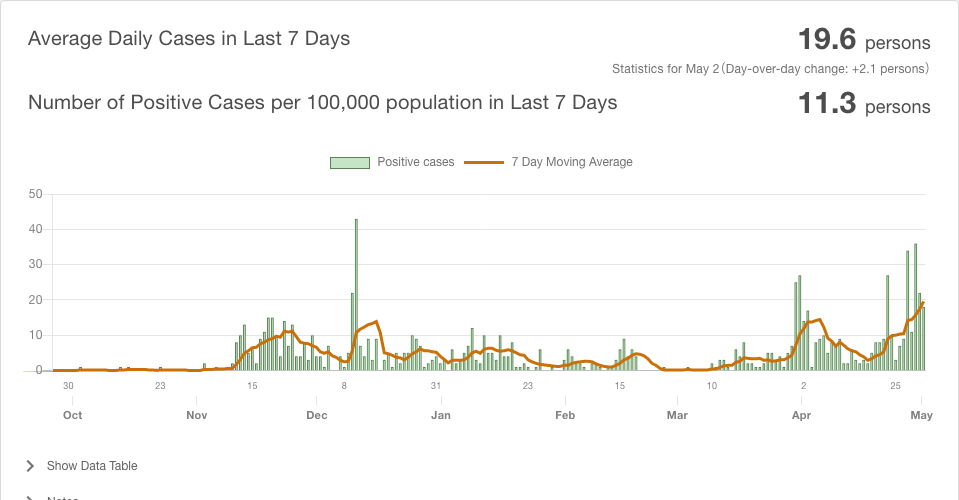 Average Daily Cases in Last 7 Days
19.6 persons
Statistics for May 2 (Day-over-day change: +2.1 persons)
Number of Positive Cases per 100,000 population in Last 7 Days
11.3 persons
Positive cases
7 Day Moving Average
50
40
30
20
10
0
30 23 15 8 31 23 15 10 2 25
Oct Nov Dec Jan Feb Mar Apr May
Show Data Table
Notes